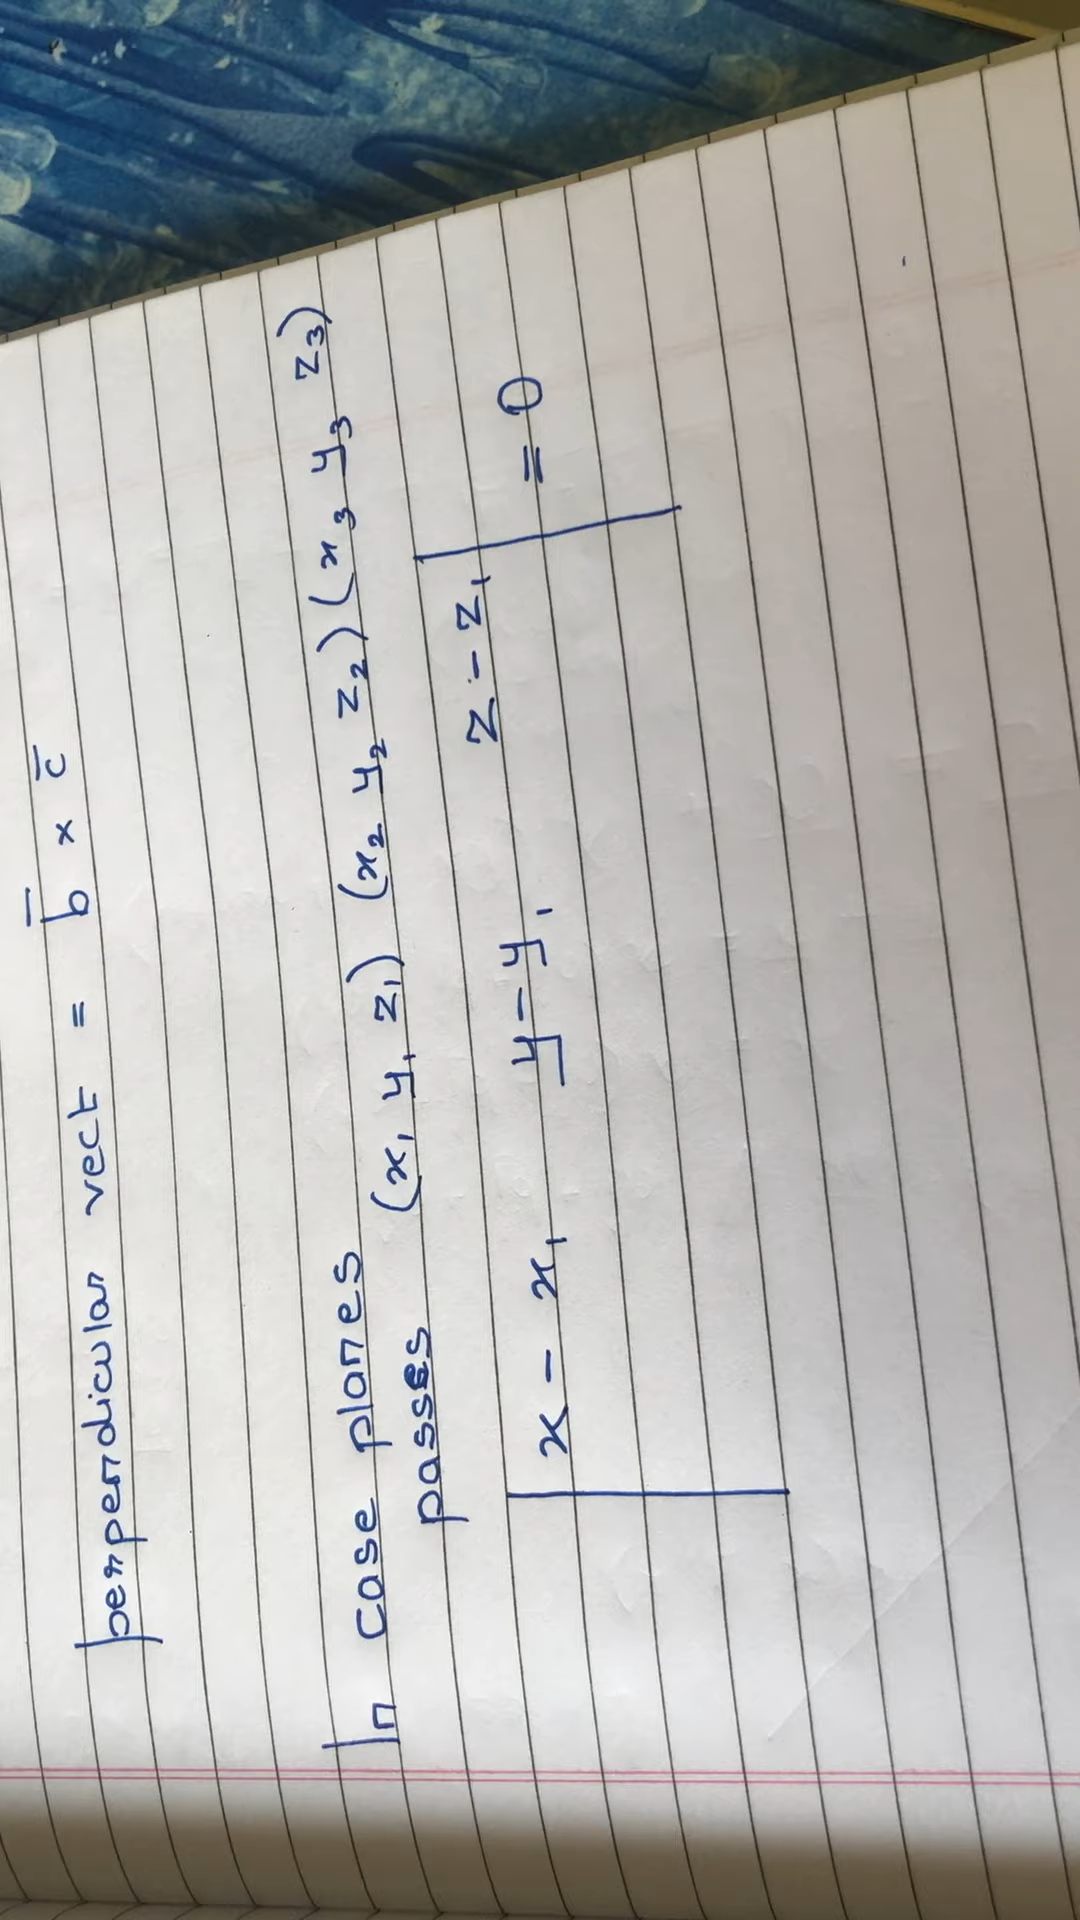 perpendicular vect = b̅ × c̅
In case planes
passes (x₁ y₁ z₁) (x₂ y₂ z₂) (x₃ y₃ z₃)
| x - x₁ y - y₁ z - z₁ | = 0